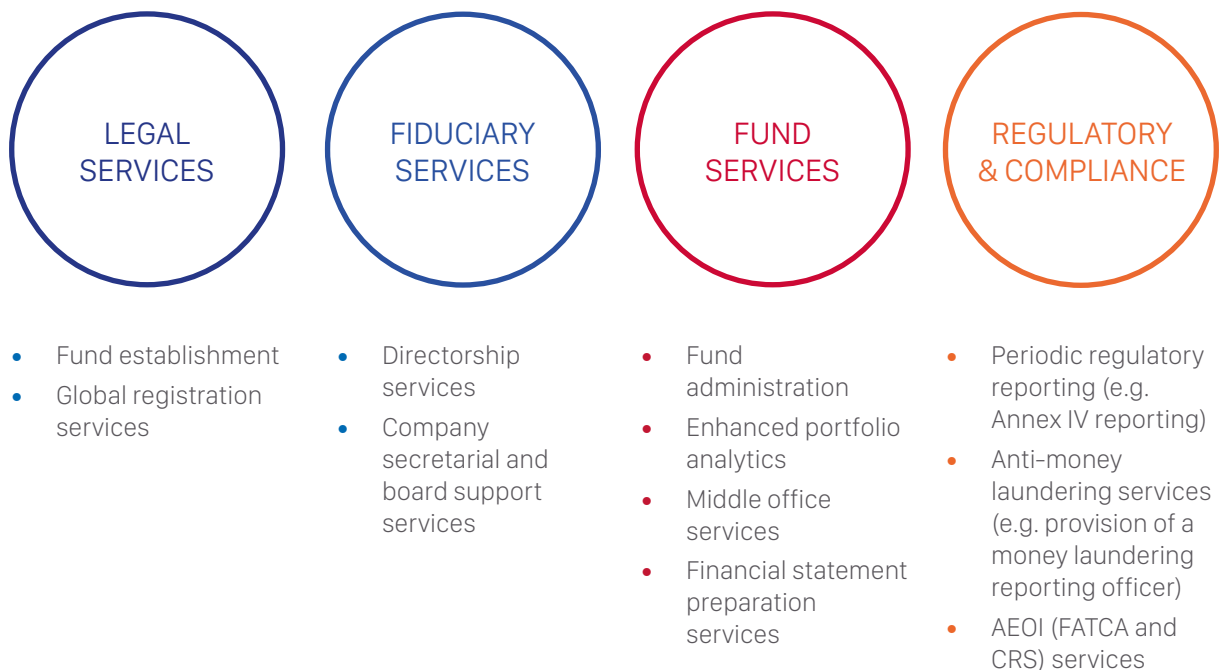 LEGAL
SERVICES
FIDUCIARY
SERVICES
FUND
SERVICES
REGULATORY
& COMPLIANCE
• Fund establishment
• Global registration
services
• Directorship
services
• Company
secretarial and
board support
services
• Fund
administration
• Enhanced portfolio
analytics
• Middle office
services
• Financial statement
preparation
services
• Periodic regulatory
reporting (e.g.
Annex IV reporting)
• Anti-money
laundering services
(e.g. provision of a
money laundering
reporting officer)
• AEOI (FATCA and
CRS) services